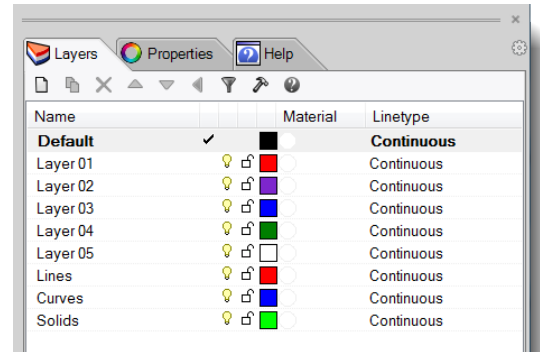 Layers Properties Help
Name Material Linetype
Default Continuous
Layer 01 Continuous
Layer 02 Continuous
Layer 03 Continuous
Layer 04 Continuous
Layer 05 Continuous
Lines Continuous
Curves Continuous
Solids Continuous